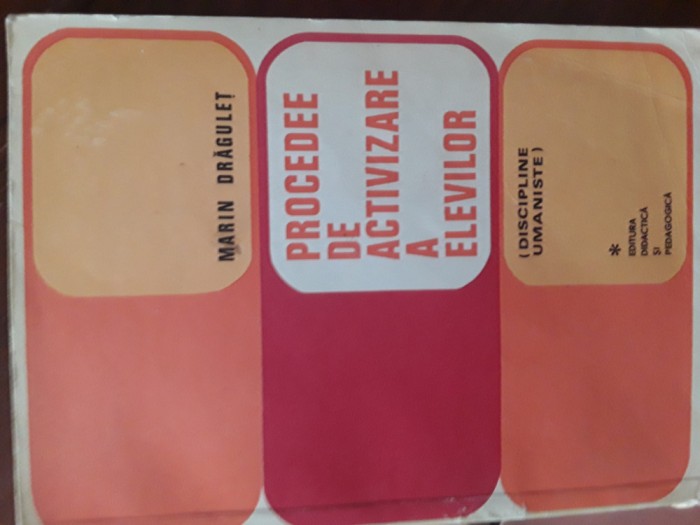 MARIN DRĂGULEȚ
PROCEDEE
DE
ACTIVIZARE
A
ELEVILOR
(DISCIPLINE
UMANISTE)
*
EDITURA
DIDACTICĂ
ȘI
PEDAGOGICĂ